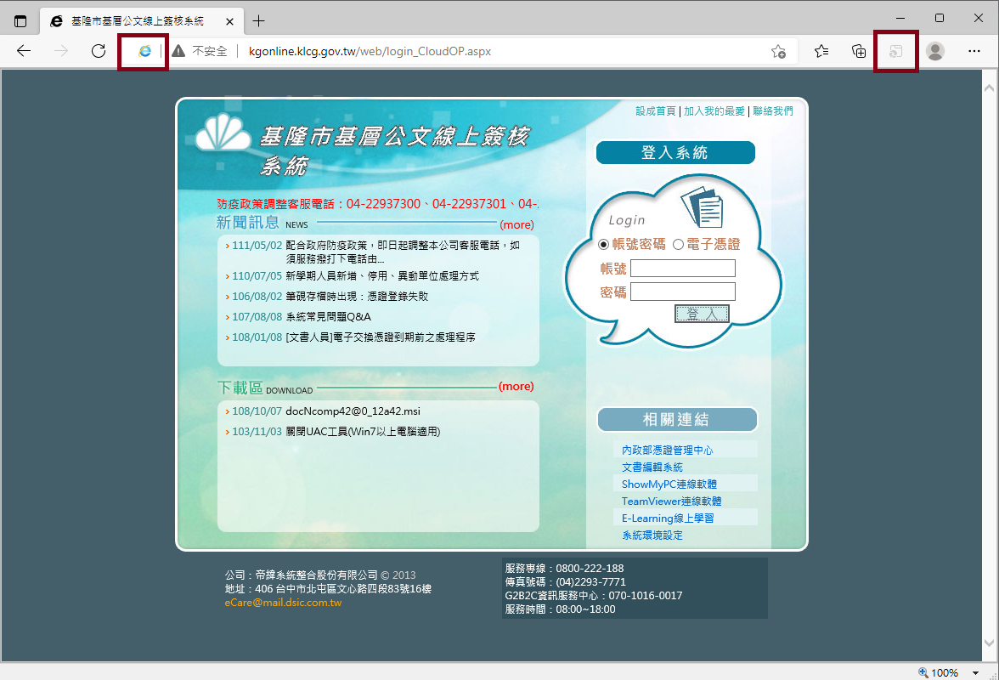 基隆市基層公文線上簽核系統
不安全
kgonline.klcg.gov.tw/web/login_CloudOP.aspx
設成首頁 | 加入我的最愛 | 聯絡我們
基隆市基層公文線上簽核
系統
登入系統
防疫政策調整客服電話：04-22937300、04-22937301、04-.
新聞訊息 NEWS (more)
111/05/02 配合政府防疫政策，即日起調整本公司客服電話，如
須服務撥打下電話由...
110/07/05 新學期人員新增、停用、異動單位處理方式
106/08/02 筆硯存檔時出現：憑證登錄失敗
107/08/08 系統常見問題Q&A
108/01/08 [文書人員]電子交換憑證到期前之處理程序
Login
帳號密碼 電子憑證
帳號
密碼
登 入
下載區 DOWNLOAD (more)
108/10/07 docNcomp42@0_12a42.msi
103/11/03 關閉UAC工具(Win7以上電腦適用)
相關連結
內政部憑證管理中心
文書編輯系統
ShowMyPC連線軟體
TeamViewer連線軟體
E-Learning線上學習
系統環境設定
公司：帝緯系統整合股份有限公司 © 2013
地址：406 台中市北屯區文心路四段83號16樓
eCare@mail.dsic.com.tw
服務專線：0800-222-188
傳真號碼：(04)2293-7771
G2B2C資訊服務中心：070-1016-0017
服務時間：08:00~18:00
100%